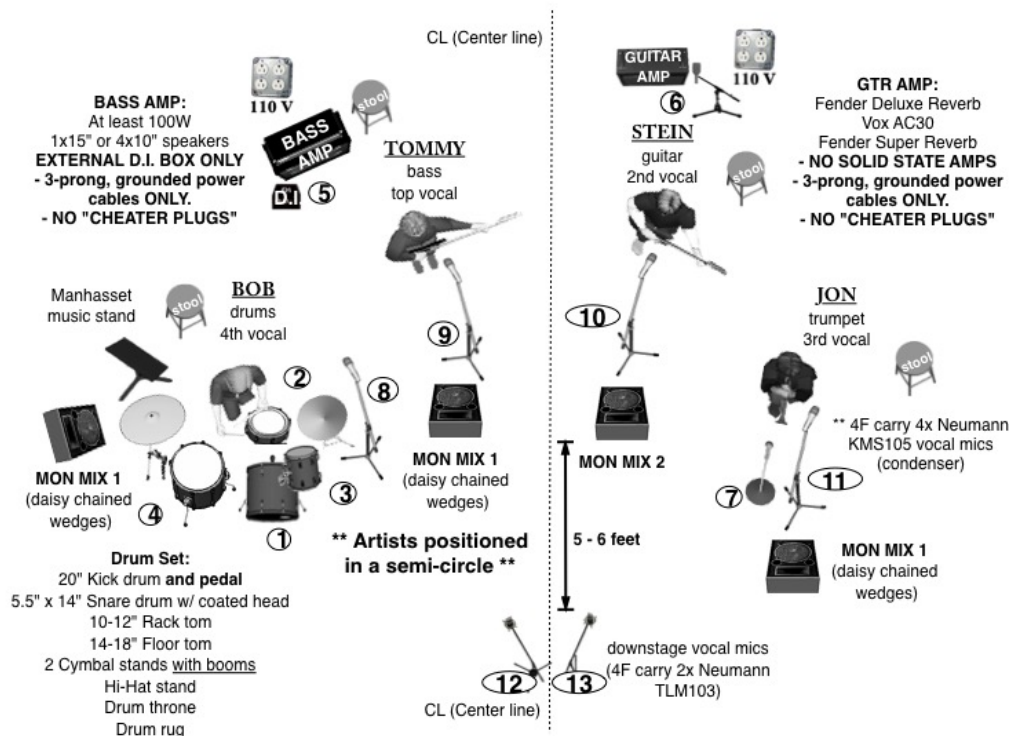 CL (Center line)
110 V
BASS AMP:
At least 100W
1x15" or 4x10" speakers
EXTERNAL D.I. BOX ONLY
- 3-prong, grounded power
cables ONLY.
- NO "CHEATER PLUGS"
stool
BASS
AMP
D.I.
5
TOMMY
bass
top vocal
GUITAR
AMP
6
110 V
STEIN
guitar
2nd vocal
stool
GTR AMP:
Fender Deluxe Reverb
Vox AC30
Fender Super Reverb
- NO SOLID STATE AMPS
- 3-prong, grounded power
cables ONLY.
- NO "CHEATER PLUGS"
Manhasset
music stand
stool
BOB
drums
4th vocal
9
10
JON
trumpet
3rd vocal
stool
2
8
MON MIX 1
(daisy chained
wedges)
4
3
1
MON MIX 1
(daisy chained
wedges)
MON MIX 2
** 4F carry 4x Neumann
KMS105 vocal mics
(condenser)
7
11
** Artists positioned
in a semi-circle **
5 - 6 feet
MON MIX 1
(daisy chained
wedges)
Drum Set:
20" Kick drum and pedal
5.5" x 14" Snare drum w/ coated head
10-12" Rack tom
14-18" Floor tom
2 Cymbal stands with booms
Hi-Hat stand
Drum throne
Drum rug
12
13
downstage vocal mics
(4F carry 2x Neumann
TLM103)
CL (Center line)